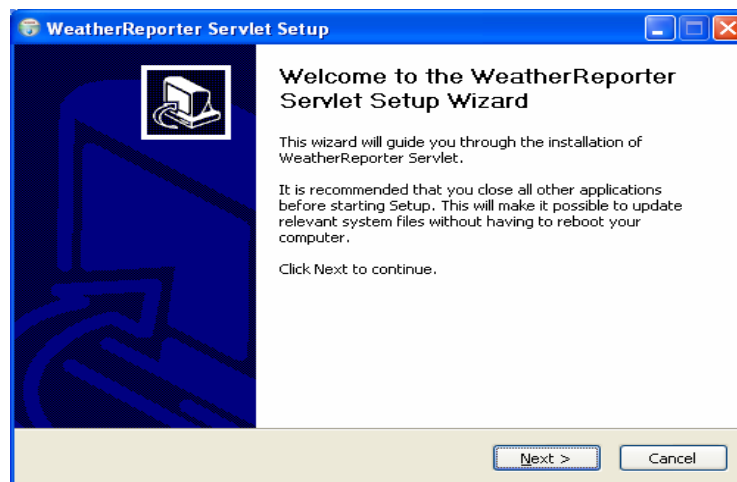 WeatherReporter Servlet Setup
Welcome to the WeatherReporter
Servlet Setup Wizard
This wizard will guide you through the installation of
WeatherReporter Servlet.
It is recommended that you close all other applications
before starting Setup. This will make it possible to update
relevant system files without having to reboot your
computer.
Click Next to continue.
Next >
Cancel